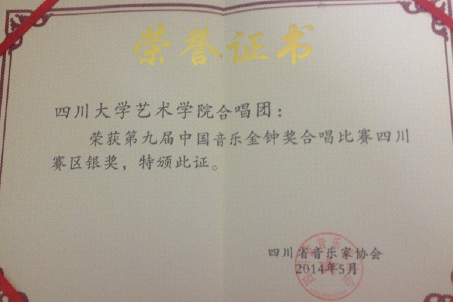 荣誉证书
四川大学艺术学院合唱团：
荣获第九届中国音乐金钟奖合唱比赛四川
赛区银奖，特颁此证。
四川省音乐家协会
2014年5月